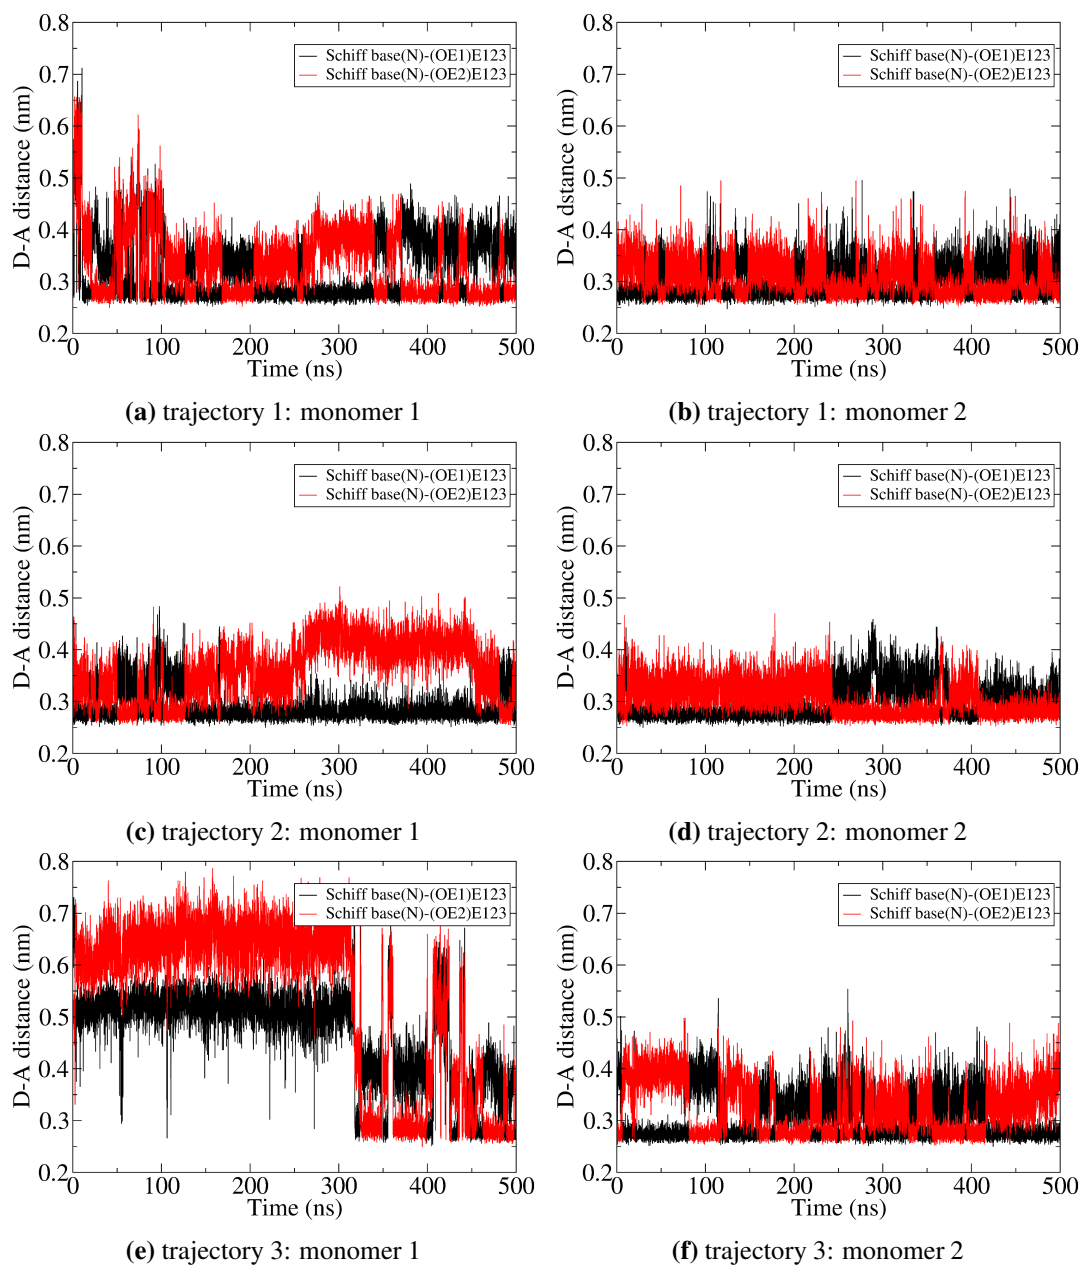 0.8
0.7
0.6
0.5
0.4
0.3
0.2
D-A distance (nm)
Schiff base(N)-(OE1)E123
Schiff base(N)-(OE2)E123
0 100 200 300 400 500
Time (ns)
(a) trajectory 1: monomer 1
0.8
0.7
0.6
0.5
0.4
0.3
0.2
D-A dstance (nm)
Schiff base(N)-(OE1)E123
Schiff base(N)-(OE2)E123
0 100 200 300 400 500
Time (ns)
(b) trajectory 1: monomer 2
0.8
0.7
0.6
0.5
0.4
0.3
0.2
D-A distance (nm)
Schiff base(N)-(OE1)E123
Schiff base(N)-(OE2)E123
0 100 200 300 400 500
Time (ns)
(c) trajectory 2: monomer 1
0.8
0.7
0.6
0.5
0.4
0.3
0.2
D-A distance (nm)
Schiff base(N)-(OE1)E123
Schiff base(N)-(OE2)E123
0 100 200 300 400 500
Time (ns)
(d) trajectory 2: monomer 2
0.8
0.7
0.6
0.5
0.4
0.3
0.2
D-A distance (nm)
Schiff base(N)-(OE1)E123
Schiff base(N)-(OE2)E123
0 100 200 300 400 500
Time (ns)
(e) trajectory 3: monomer 1
0.8
0.7
0.6
0.5
0.4
0.3
0.2
D-A distance (nm)
Schiff base(N)-(OE1)E123
Schiff base(N)-(OE2)E123
0 100 200 300 400 500
Time (ns)
(f) trajectory 3: monomer 2